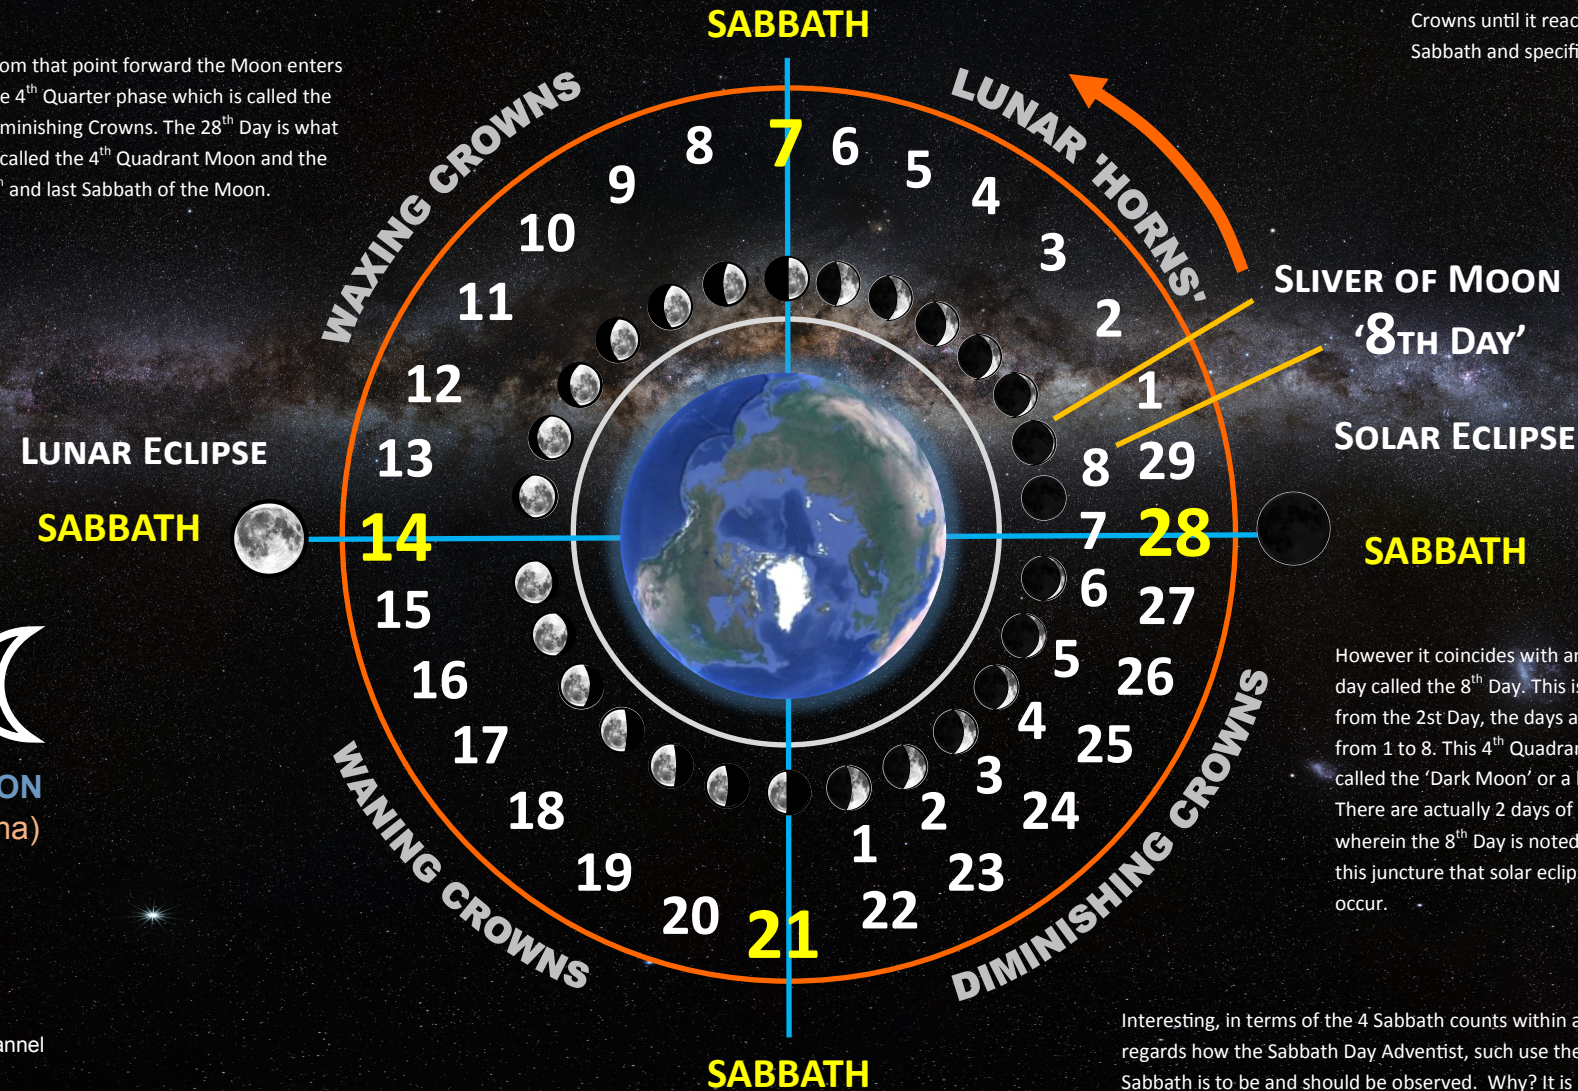 SABBATH
Crowns until it reac
Sabbath and specifi
om that point forward the Moon enters
e 4th Quarter phase which is called the
minishing Crowns. The 28th Day is what
called the 4th Quadrant Moon and the
h and last Sabbath of the Moon.
WAXING CROWNS
LUNAR 'HORNS'
8 7 6
9 5
10 4
11 3
12 2
13 1
SLIVER OF MOON
‘8TH DAY’
LUNAR ECLIPSE
SOLAR ECLIPSE
8 29
SABBATH
14
7 28
SABBATH
15
6 27
16
5 26
17
4 25
18
3 24
19
2 23
20
1 22
21
ON
na)
WANING CROWNS
DIMINISHING CROWNS
However it coincides with an
day called the 8th Day. This is
from the 2st Day, the days a
from 1 to 8. This 4th Quadran
called the ‘Dark Moon’ or a
There are actually 2 days of
wherein the 8th Day is noted
this juncture that solar eclip
occur.
annel
Interesting, in terms of the 4 Sabbath counts within a
regards how the Sabbath Day Adventist, such use the
Sabbath is to be and should be observed. Why? It is
SABBATH